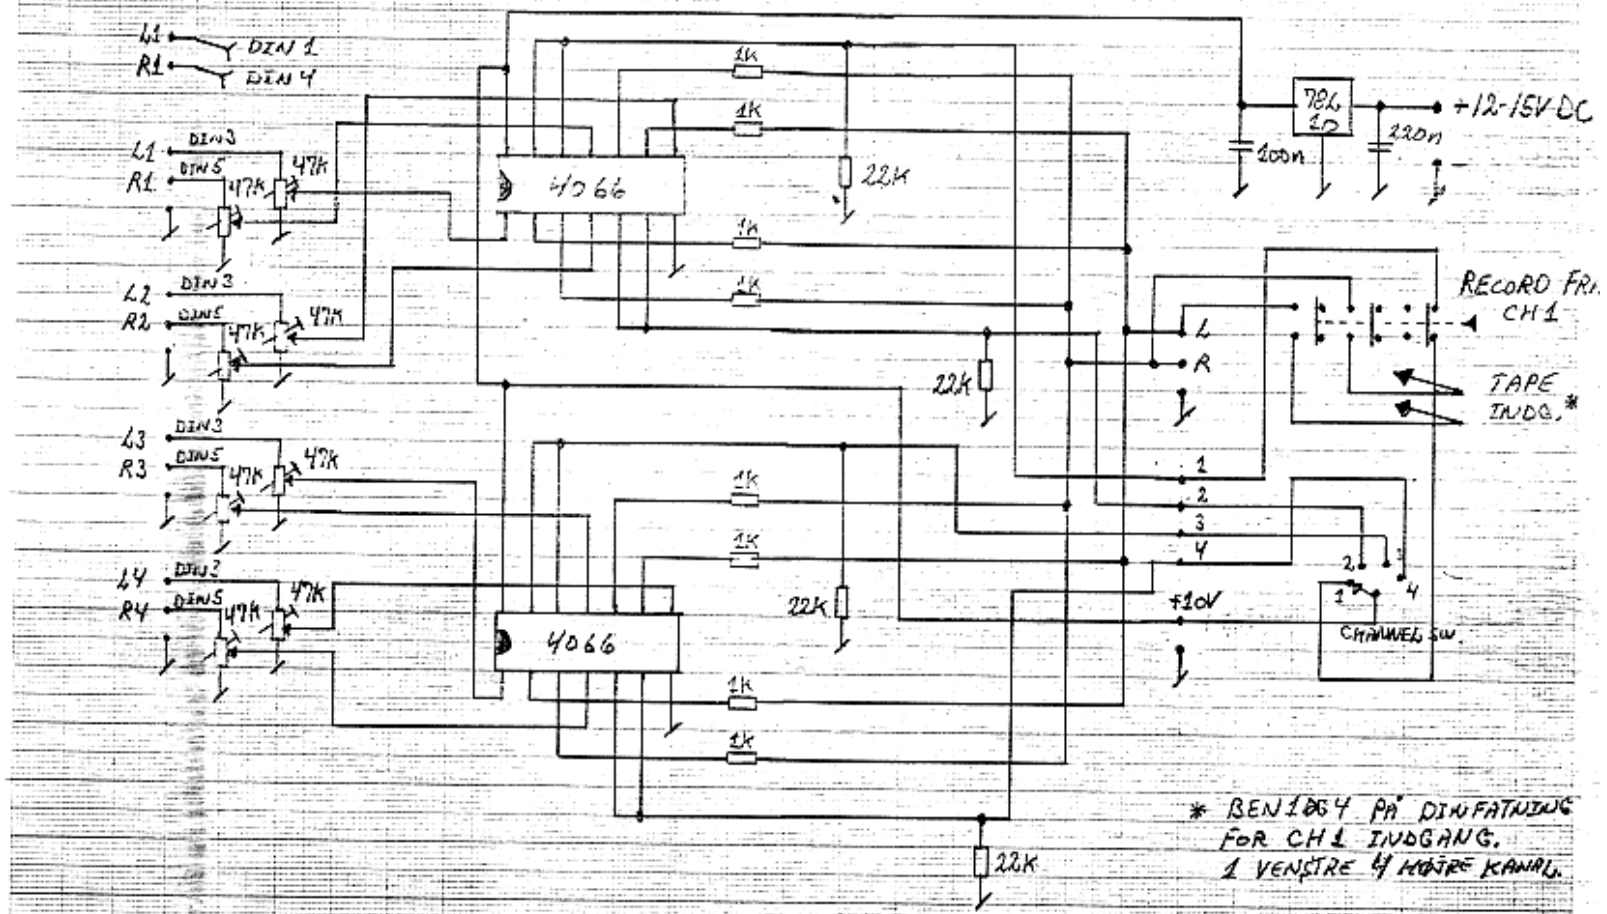 L1 DIN 1
R1 DIN 4
L1 DIN3 47K
R1 DIN5 47K
L2 DIN3 47K
R2 DIN5 47K
L3 DIN3 47K
R3 DIN5 47K
L4 DIN3 47K
R4 DIN5 47K
4066
1K
1K
1K
1K
22K
22K
4066
1K
1K
1K
1K
22K
22K
78L
10
+12-15V DC
100n
220n
-
RECORD FRA
CH1
L
R
TAPE
INDG.*
1
2
3
4
+10V
1
2
3
4
CHANNEL SW.
* BEN 1 OG 4 PÅ DINFATNING
FOR CH1 INDGANG.
1 VENSTRE 4 HØJRE KANAL.